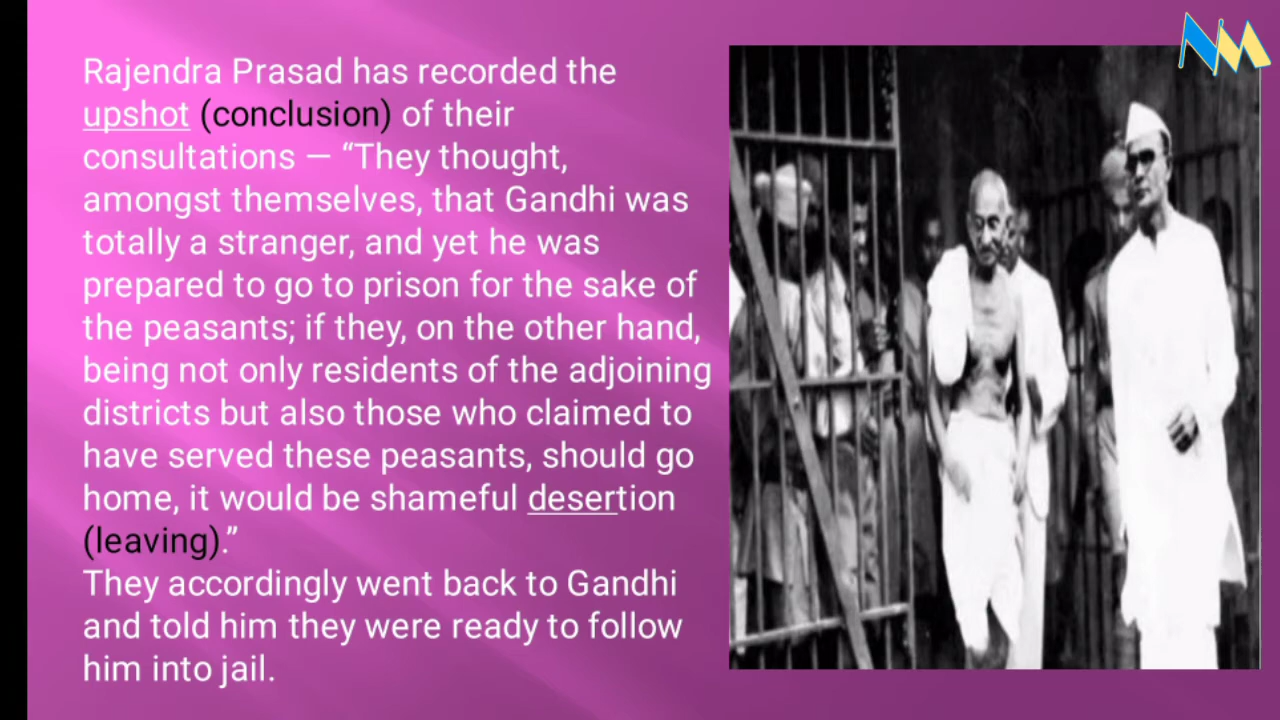 Rajendra Prasad has recorded the
upshot (conclusion) of their
consultations — “They thought,
amongst themselves, that Gandhi was
totally a stranger, and yet he was
prepared to go to prison for the sake of
the peasants; if they, on the other hand,
being not only residents of the adjoining
districts but also those who claimed to
have served these peasants, should go
home, it would be shameful desertion
(leaving).”
They accordingly went back to Gandhi
and told him they were ready to follow
him into jail.
NM